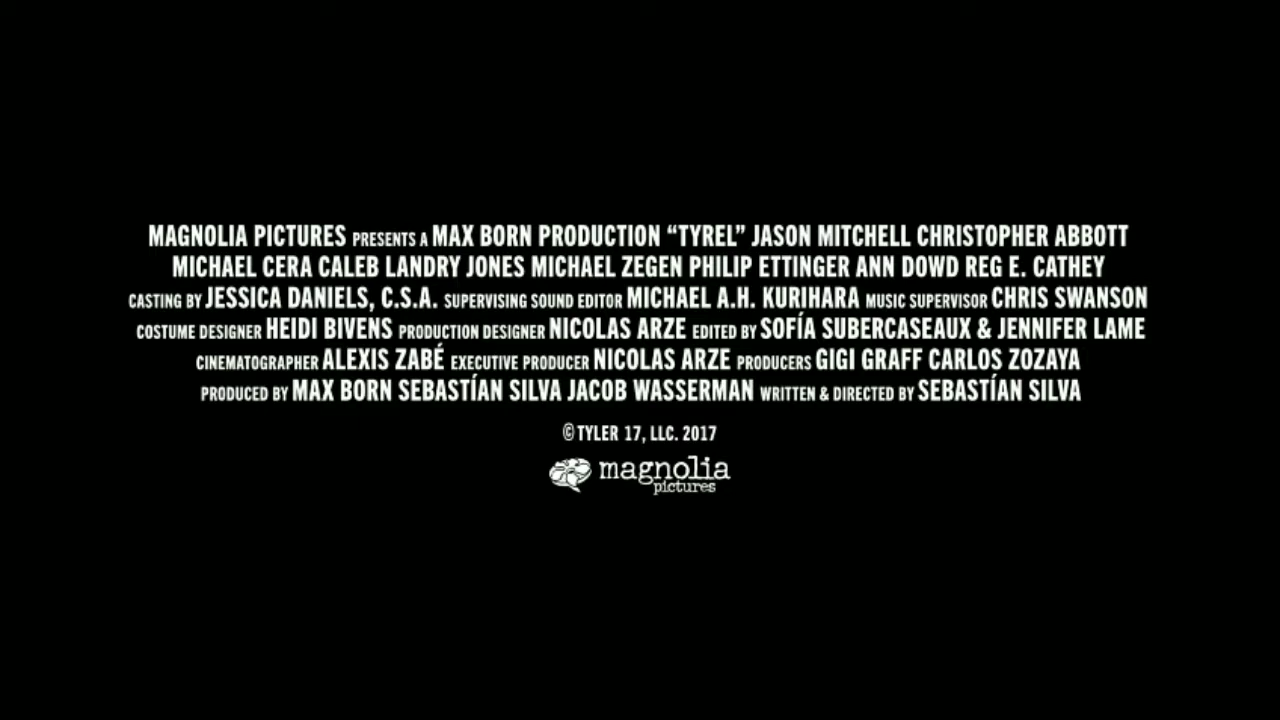 MAGNOLIA PICTURES PRESENTS A MAX BORN PRODUCTION “TYREL” JASON MITCHELL CHRISTOPHER ABBOTT
MICHAEL CERA CALEB LANDRY JONES MICHAEL ZEGEN PHILIP ETTINGER ANN DOWD REG E. CATHEY
CASTING BY JESSICA DANIELS, C.S.A. SUPERVISING SOUND EDITOR MICHAEL A.H. KURIHARA MUSIC SUPERVISOR CHRIS SWANSON
COSTUME DESIGNER HEIDI BIVENS PRODUCTION DESIGNER NICOLAS ARZE EDITED BY SOFÍA SUBERCASEAUX & JENNIFER LAME
CINEMATOGRAPHER ALEXIS ZABÉ EXECUTIVE PRODUCER NICOLAS ARZE PRODUCERS GIGI GRAFF CARLOS ZOZAYA
PRODUCED BY MAX BORN SEBASTÍAN SILVA JACOB WASSERMAN WRITTEN & DIRECTED BY SEBASTÍAN SILVA
©TYLER 17, LLC. 2017
magnolia
pictures